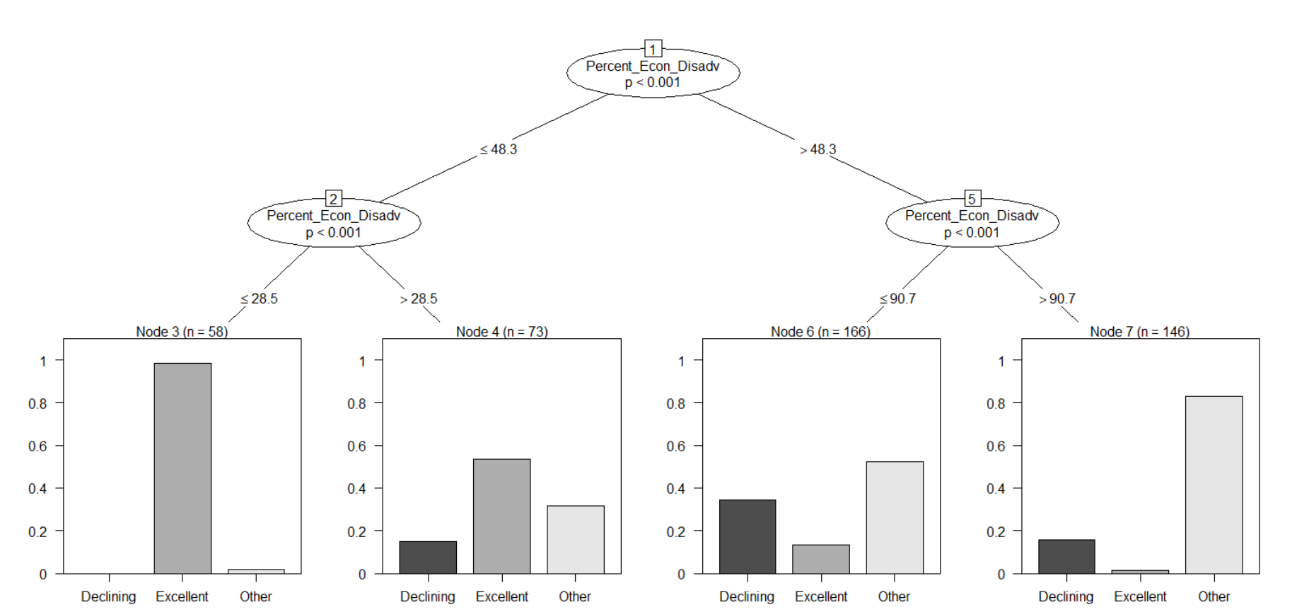 1
Percent_Econ_Disadv
p < 0.001
≤ 48.3
> 48.3
2
Percent_Econ_Disadv
p < 0.001
5
Percent_Econ_Disadv
p < 0.001
≤ 28.5
> 28.5
≤ 90.7
> 90.7
Node 3 (n = 58)
1
0.8
0.6
0.4
0.2
0
Declining Excellent Other
Node 4 (n = 73)
1
0.8
0.6
0.4
0.2
0
Declining Excellent Other
Node 6 (n = 166)
1
0.8
0.6
0.4
0.2
0
Declining Excellent Other
Node 7 (n = 146)
1
0.8
0.6
0.4
0.2
0
Declining Excellent Other